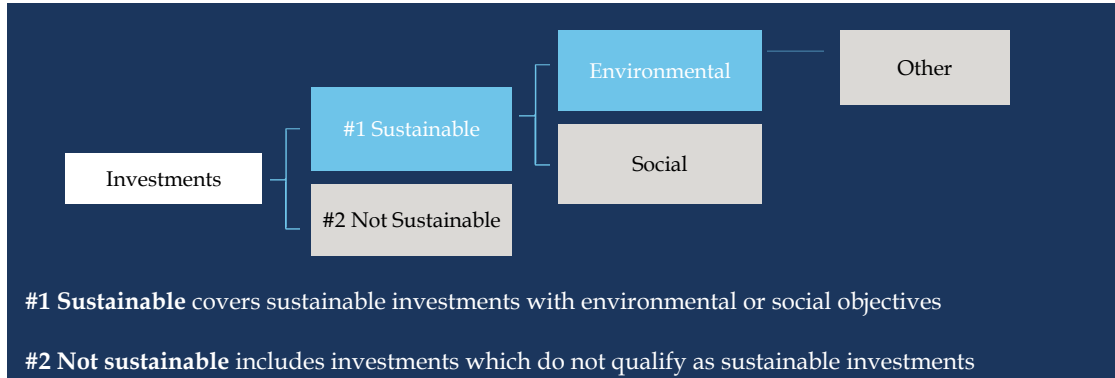 Environmental
Other
#1 Sustainable
Social
Investments
#2 Not Sustainable
#1 Sustainable covers sustainable investments with environmental or social objectives
#2 Not sustainable includes investments which do not qualify as sustainable investments